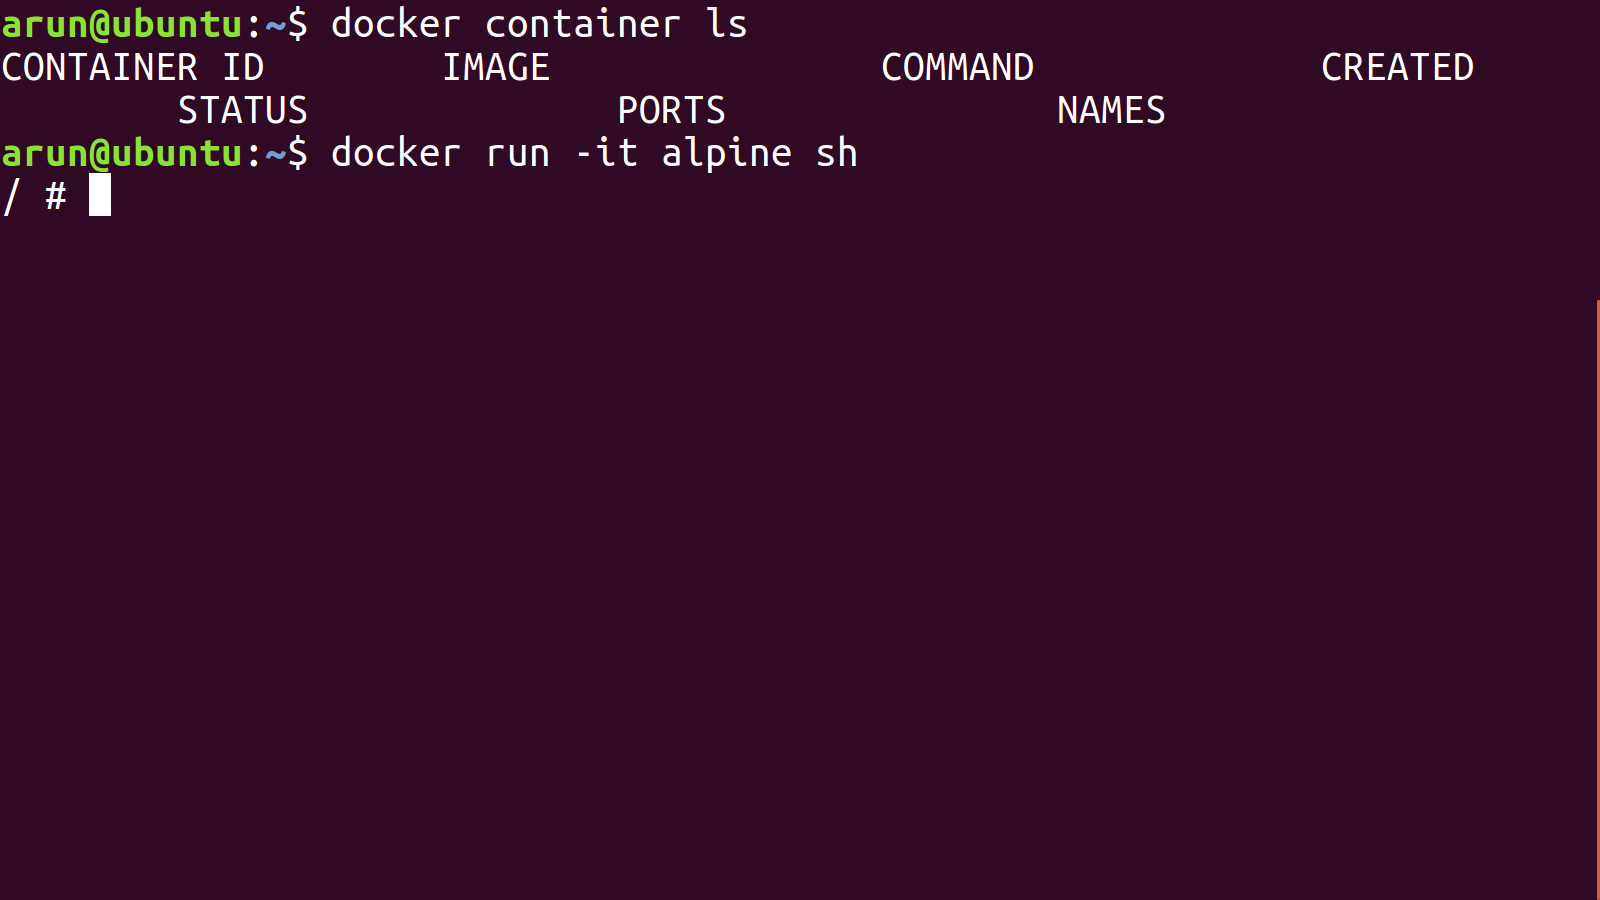 arun@ubuntu:~$ docker container ls
CONTAINER ID        IMAGE               COMMAND             CREATED
        STATUS              PORTS               NAMES
arun@ubuntu:~$ docker run -it alpine sh
/ #